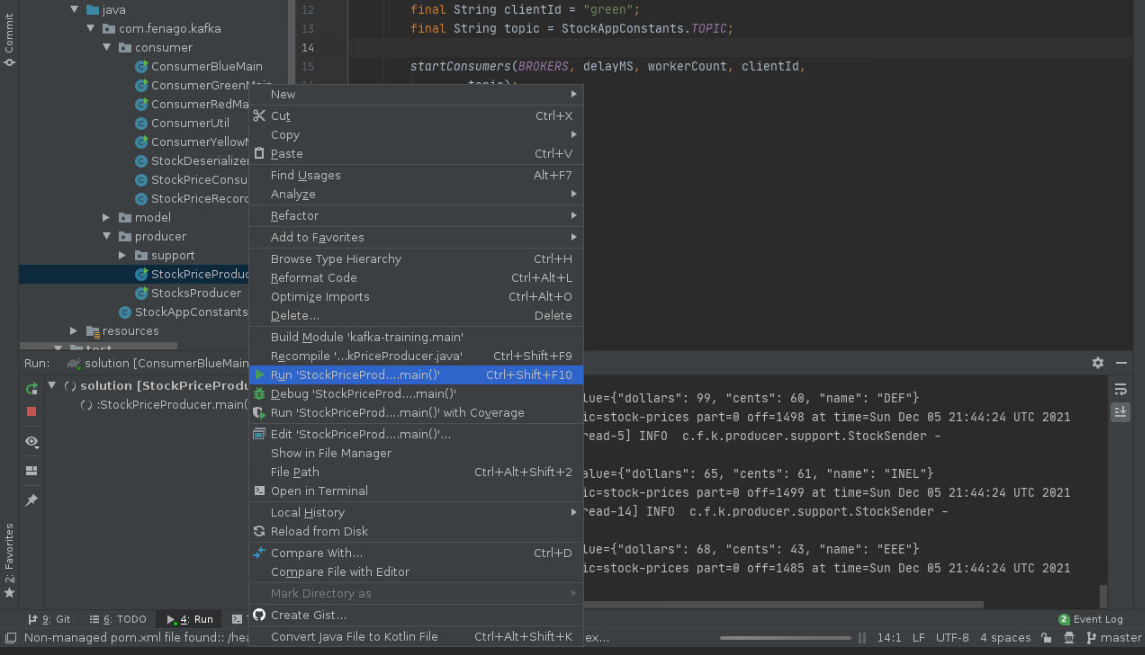 Commit
2: Favorites
java
com.fenago.kafka
consumer
ConsumerBlueMain
ConsumerGreenMain
ConsumerRedMa
ConsumerUtil
ConsumerYellow
StockDeserialize
StockPriceConsu
StockPriceRecor
model
producer
support
StockPriceProduc
StocksProducer
StockAppConstants
resources
test
12 final String clientId = "green";
13 final String topic = StockAppConstants.TOPIC;
14
15 startConsumers(BROKERS, delayMS, workerCount, clientId,
topic);
New
Cut Ctrl+X
Copy
Paste Ctrl+V
Find Usages Alt+F7
Analyze
Refactor
Add to Favorites
Browse Type Hierarchy Ctrl+H
Reformat Code Ctrl+Alt+L
Optimize Imports Ctrl+Alt+O
Delete... Delete
Build Module 'kafka-training.main'
Recompile '...kPriceProducer.java' Ctrl+Shift+F9
Run 'StockPriceProd....main()' Ctrl+Shift+F10
Debug 'StockPriceProd....main()'
Run 'StockPriceProd....main()' with Coverage
Edit 'StockPriceProd....main()'...
Show in File Manager
File Path Ctrl+Alt+Shift+2
Open in Terminal
Local History
Reload from Disk
Compare With... Ctrl+D
Compare File with Editor
Mark Directory as
Create Gist...
Convert Java File to Kotlin File Ctrl+Alt+Shift+K
Run: solution [ConsumerBlueMain
solution [StockPriceProdu
:StockPriceProducer.main(
lue={"dollars": 99, "cents": 60, "name": "DEF"}
ic=stock-prices part=0 off=1498 at time=Sun Dec 05 21:44:24 UTC 2021
read-5] INFO c.f.k.producer.support.StockSender -
lue={"dollars": 65, "cents": 61, "name": "INEL"}
ic=stock-prices part=0 off=1499 at time=Sun Dec 05 21:44:24 UTC 2021
read-14] INFO c.f.k.producer.support.StockSender -
lue={"dollars": 68, "cents": 43, "name": "EEE"}
ic=stock-prices part=0 off=1485 at time=Sun Dec 05 21:44:24 UTC 2021
9: Git 6: TODO 4: Run
2 Event Log
Non-managed pom.xml file found:: /hea
ex... 14:1 LF UTF-8 4 spaces master